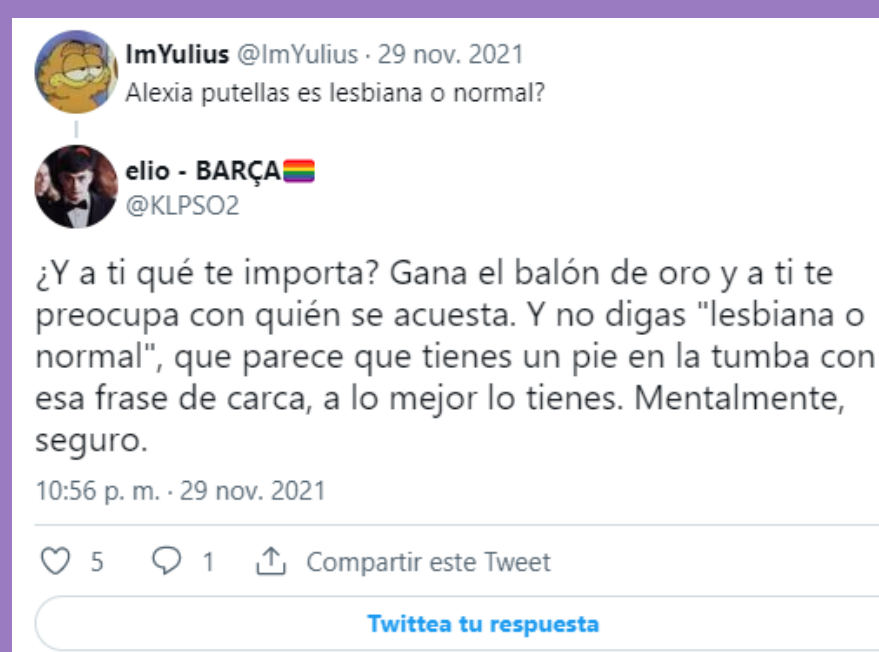 ImYulius @ImYulius · 29 nov. 2021
Alexia putellas es lesbiana o normal?
elio - BARÇA🏳️‍🌈
@KLPSO2
¿Y a ti qué te importa? Gana el balón de oro y a ti te
preocupa con quién se acuesta. Y no digas "lesbiana o
normal", que parece que tienes un pie en la tumba con
esa frase de carca, a lo mejor lo tienes. Mentalmente,
seguro.
10:56 p. m. · 29 nov. 2021
5 1 Compartir este Tweet
Twittea tu respuesta